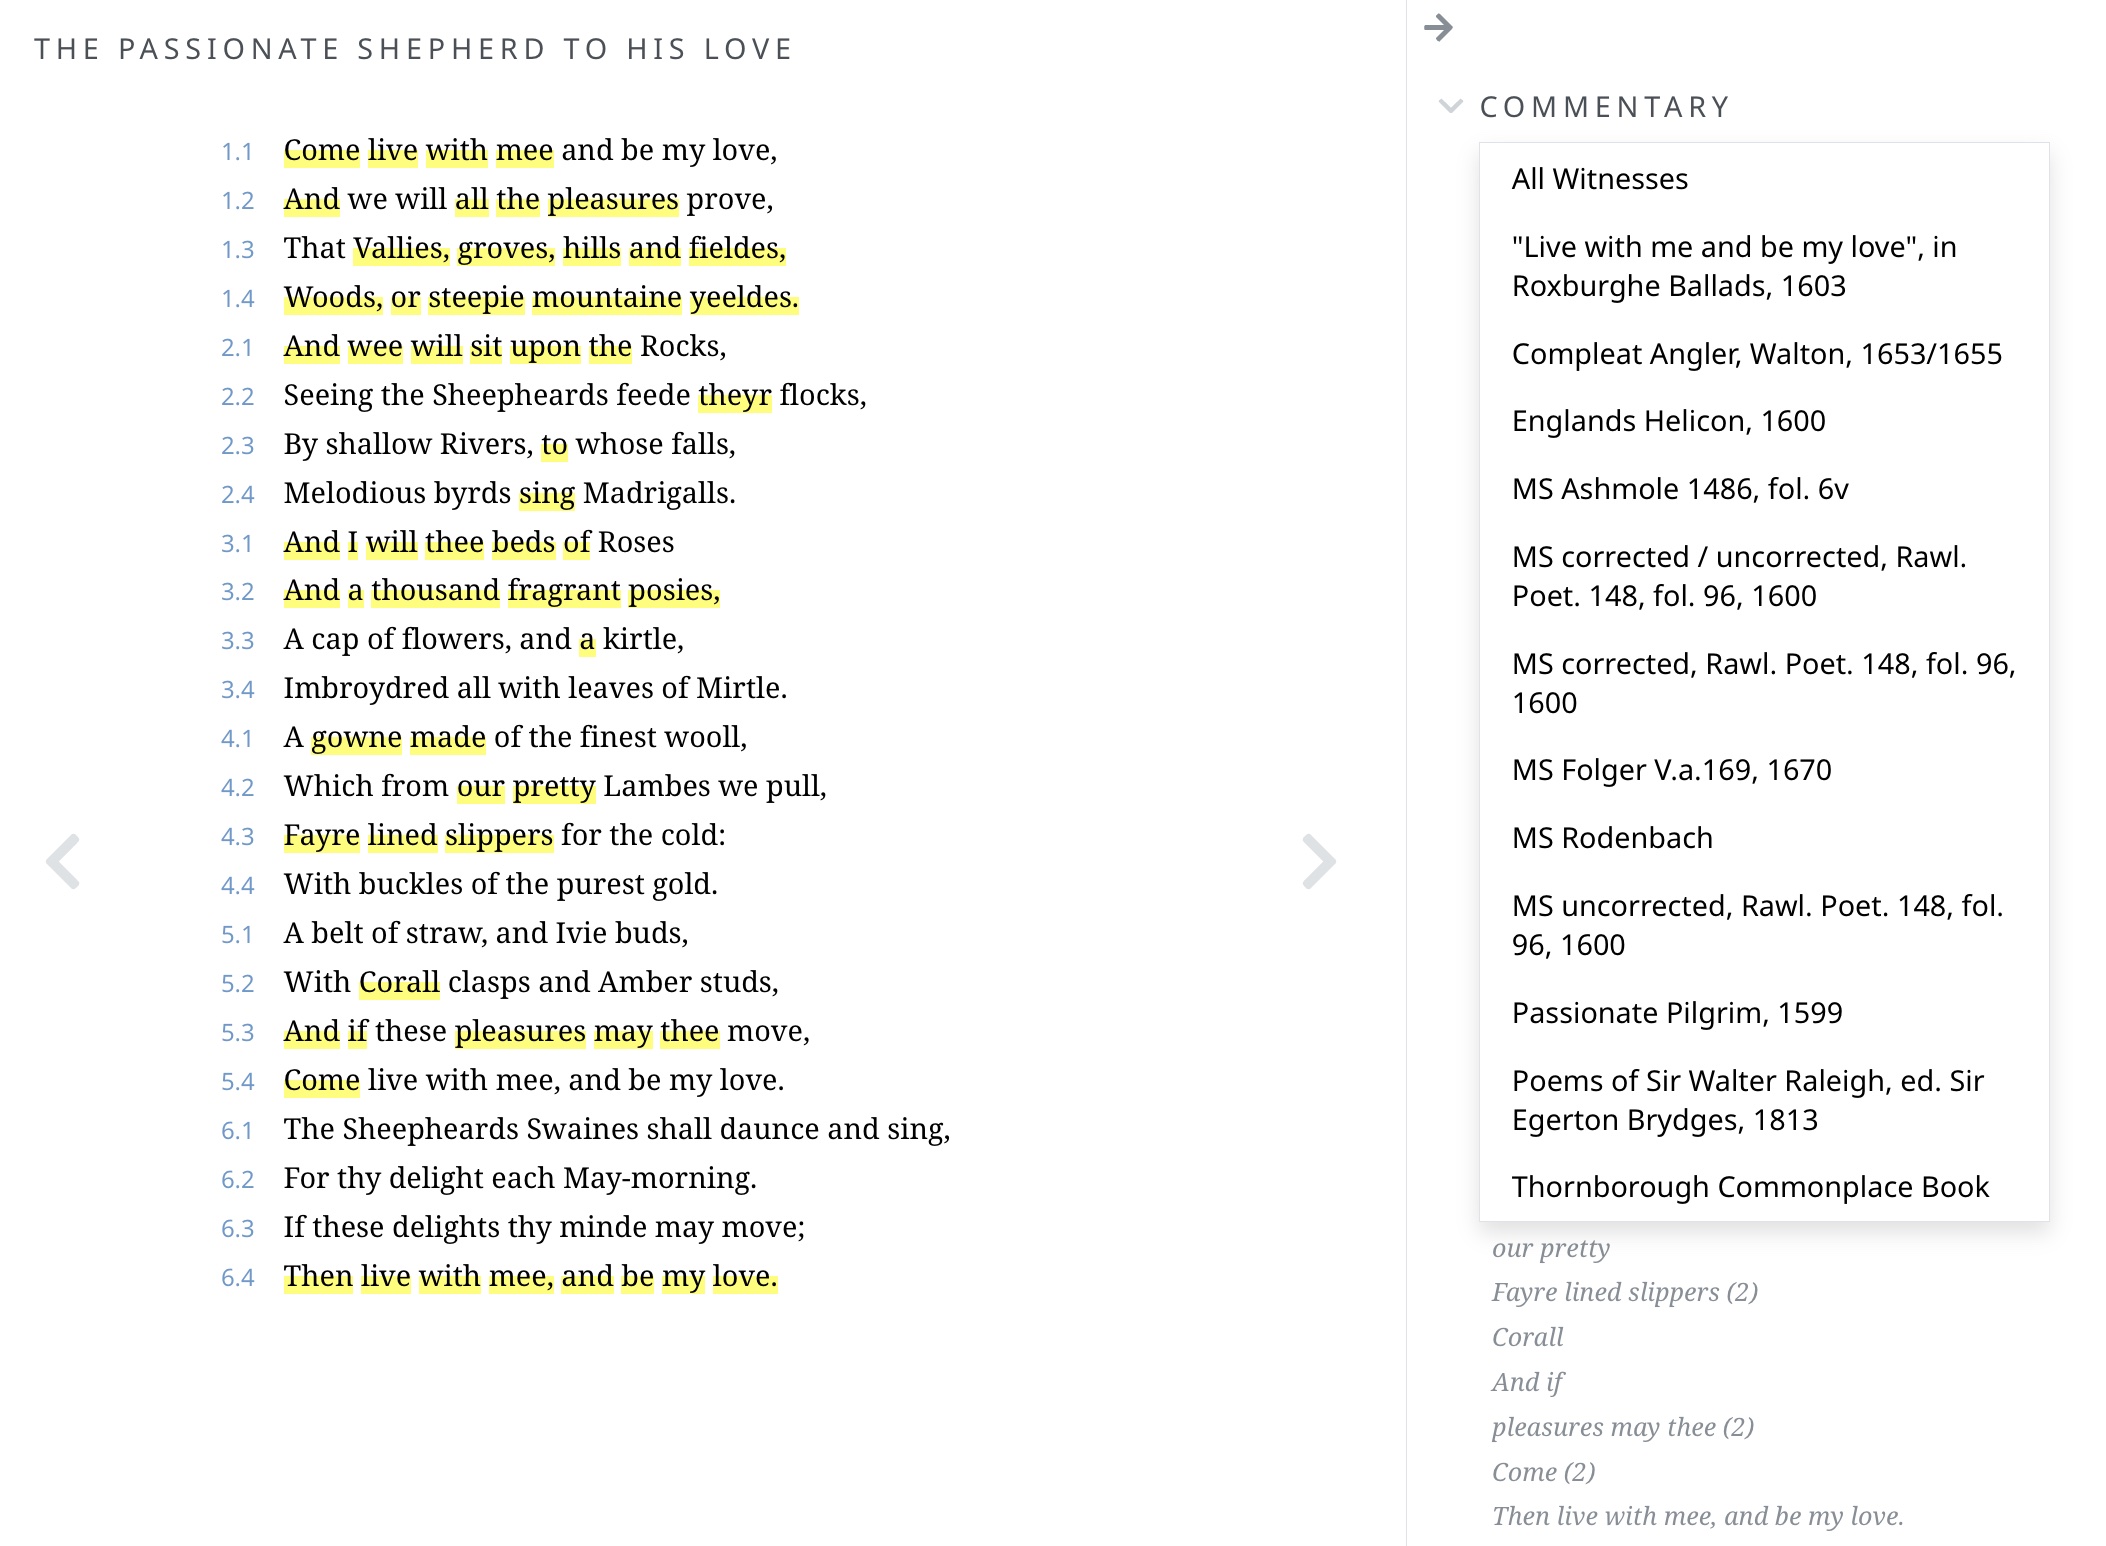 THE PASSIONATE SHEPHERD TO HIS LOVE
1.1 Come live with mee and be my love,
1.2 And we will all the pleasures prove,
1.3 That Vallies, groves, hills and fieldes,
1.4 Woods, or steepie mountaine yeeldes.
2.1 And wee will sit upon the Rocks,
2.2 Seeing the Sheepheards feede theyr flocks,
2.3 By shallow Rivers, to whose falls,
2.4 Melodious byrds sing Madrigalls.
3.1 And I will thee beds of Roses
3.2 And a thousand fragrant posies,
3.3 A cap of flowers, and a kirtle,
3.4 Imbroydred all with leaves of Mirtle.
4.1 A gowne made of the finest wooll,
4.2 Which from our pretty Lambes we pull,
4.3 Fayre lined slippers for the cold:
4.4 With buckles of the purest gold.
5.1 A belt of straw, and Ivie buds,
5.2 With Corall clasps and Amber studs,
5.3 And if these pleasures may thee move,
5.4 Come live with mee, and be my love.
6.1 The Sheepheards Swaines shall daunce and sing,
6.2 For thy delight each May-morning.
6.3 If these delights thy minde may move;
6.4 Then live with mee, and be my love.
COMMENTARY
All Witnesses
"Live with me and be my love", in
Roxburghe Ballads, 1603
Compleat Angler, Walton, 1653/1655
Englands Helicon, 1600
MS Ashmole 1486, fol. 6v
MS corrected / uncorrected, Rawl.
Poet. 148, fol. 96, 1600
MS corrected, Rawl. Poet. 148, fol. 96,
1600
MS Folger V.a.169, 1670
MS Rodenbach
MS uncorrected, Rawl. Poet. 148, fol.
96, 1600
Passionate Pilgrim, 1599
Poems of Sir Walter Raleigh, ed. Sir
Egerton Brydges, 1813
Thornborough Commonplace Book
our pretty
Fayre lined slippers (2)
Corall
And if
pleasures may thee (2)
Come (2)
Then live with mee, and be my love.